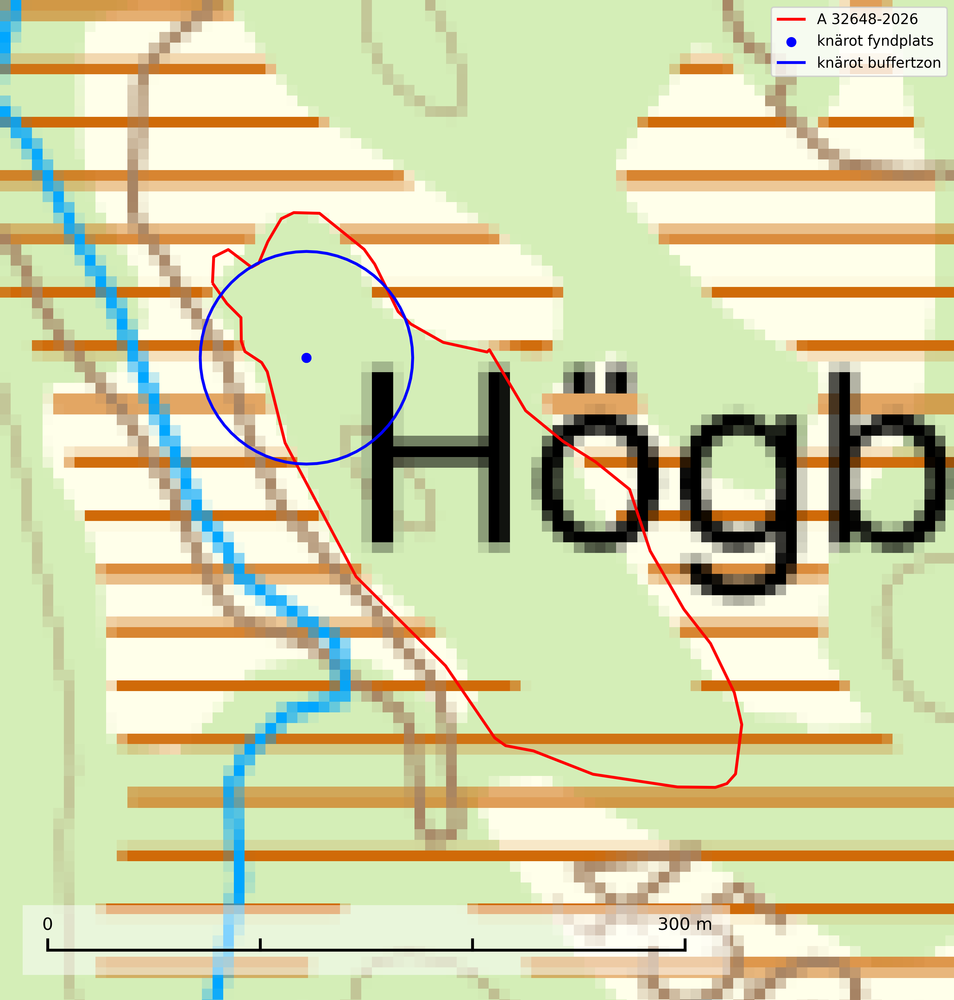 A 32648-2026
knärot fyndplats
knärot buffertzon
Högb
0 300 m